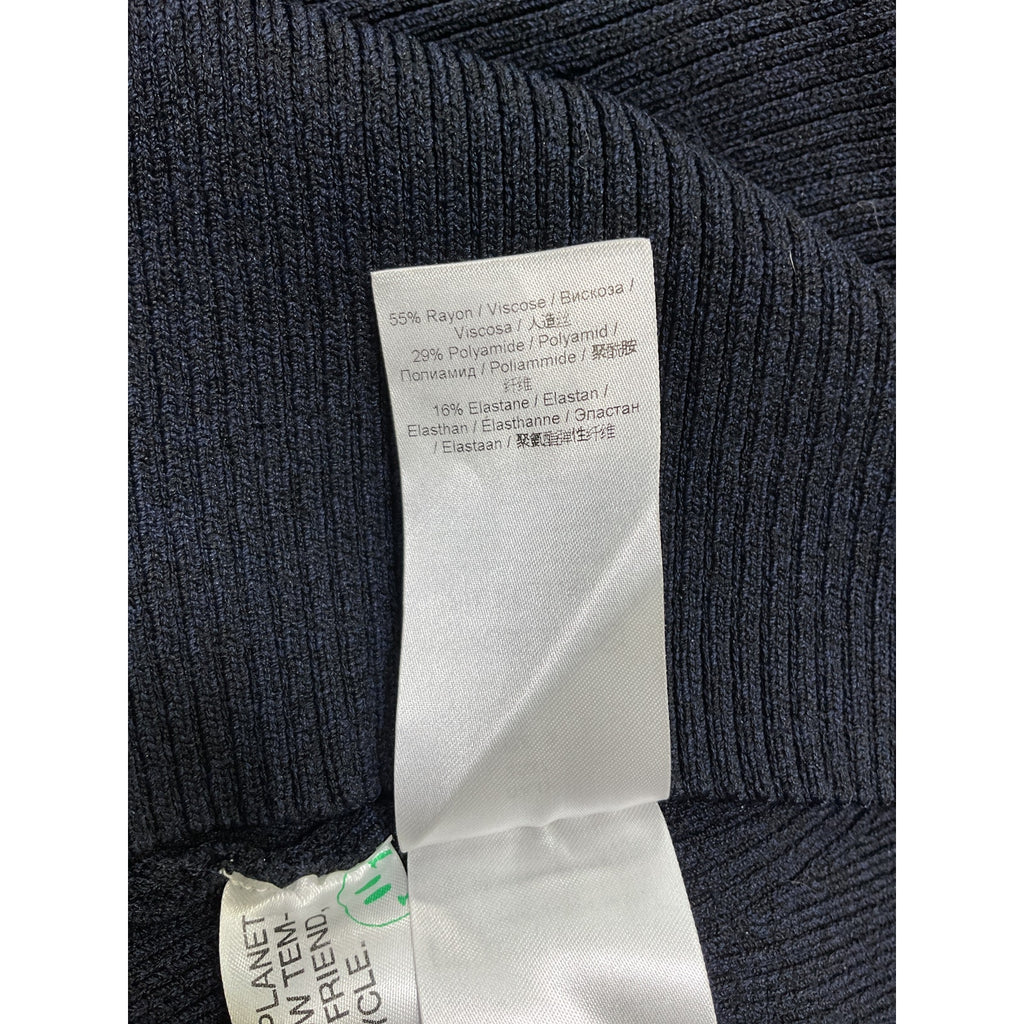 55% Rayon / Viscose / Вискоза /
Viscosa / 人造丝
29% Polyamide / Polyamid /
Полиамид / Poliammide / 聚酰胺
纤维
16% Elastane / Elastan /
Elasthan / Élasthanne / Эластан
/ Elastaan / 聚氨酯弹性纤维
PLANET
W TEM-
FRIEND,
YCLE.